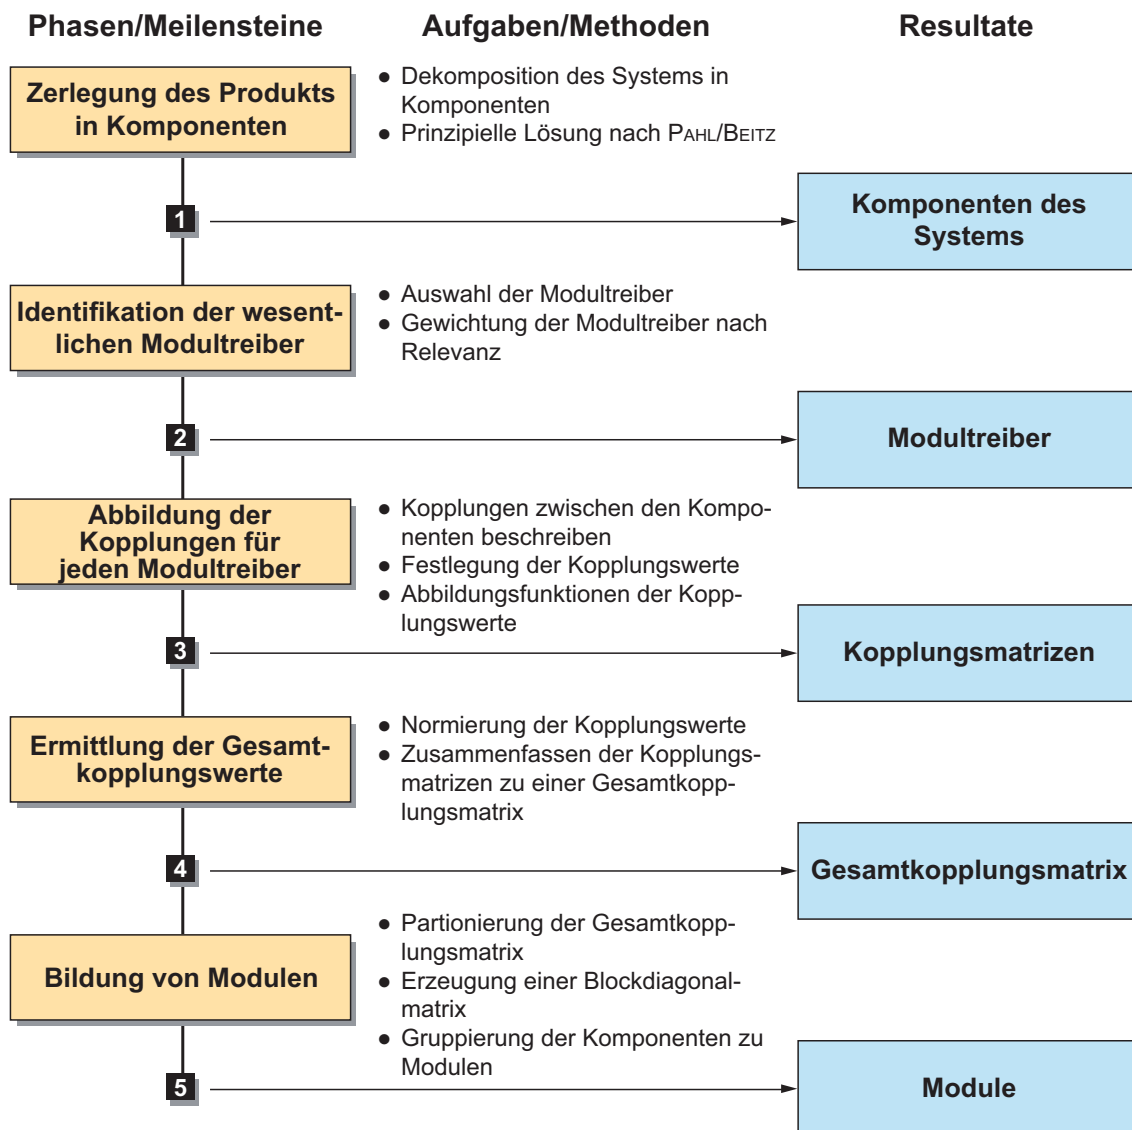 Phasen/Meilensteine
Aufgaben/Methoden
Resultate
Zerlegung des Produkts
in Komponenten
● Dekomposition des Systems in
Komponenten
● Prinzipielle Lösung nach PAHL/BEITZ
1
Komponenten des
Systems
Identifikation der wesent-
lichen Modultreiber
● Auswahl der Modultreiber
● Gewichtung der Modultreiber nach
Relevanz
2
Modultreiber
Abbildung der
Kopplungen für
jeden Modultreiber
● Kopplungen zwischen den Kompo-
nenten beschreiben
● Festlegung der Kopplungswerte
● Abbildungsfunktionen der Kopp-
lungswerte
3
Kopplungsmatrizen
Ermittlung der Gesamt-
kopplungswerte
● Normierung der Kopplungswerte
● Zusammenfassen der Kopplungs-
matrizen zu einer Gesamtkopp-
lungsmatrix
4
Gesamtkopplungsmatrix
Bildung von Modulen
● Partionierung der Gesamtkopp-
lungsmatrix
● Erzeugung einer Blockdiagonal-
matrix
● Gruppierung der Komponenten zu
Modulen
5
Module